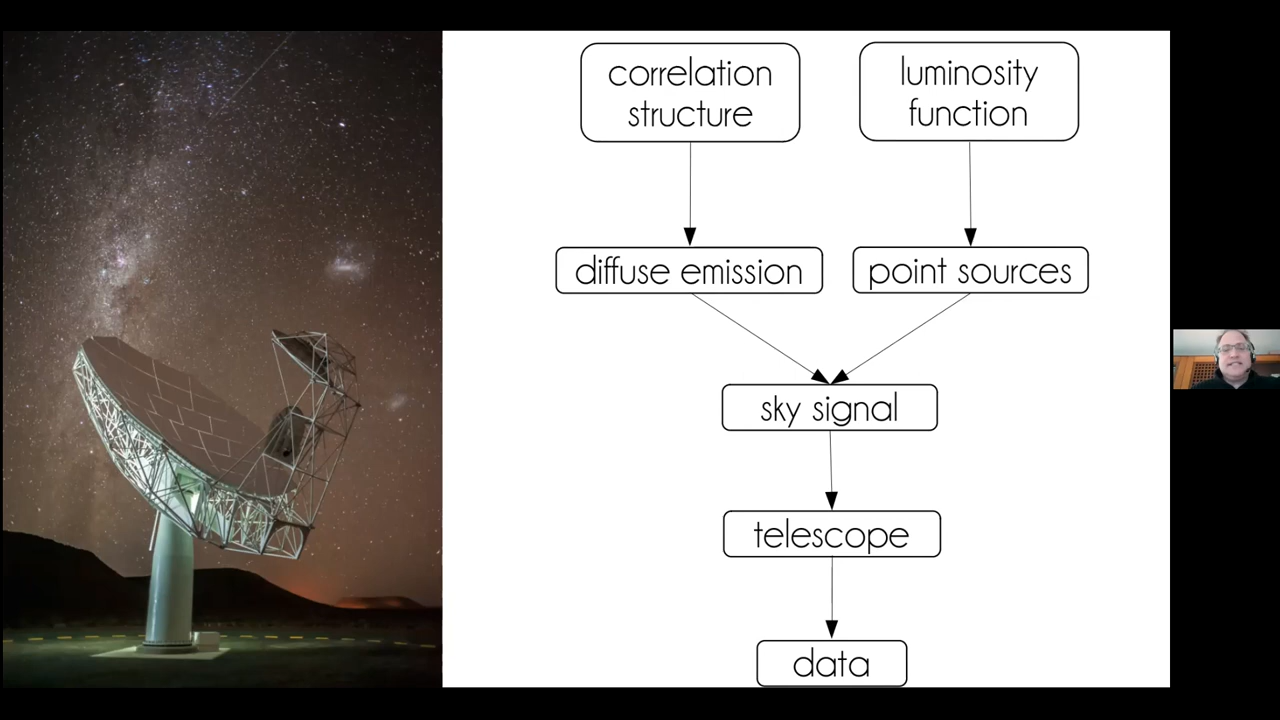 correlation
structure
luminosity
function
diffuse emission
point sources
sky signal
telescope
data